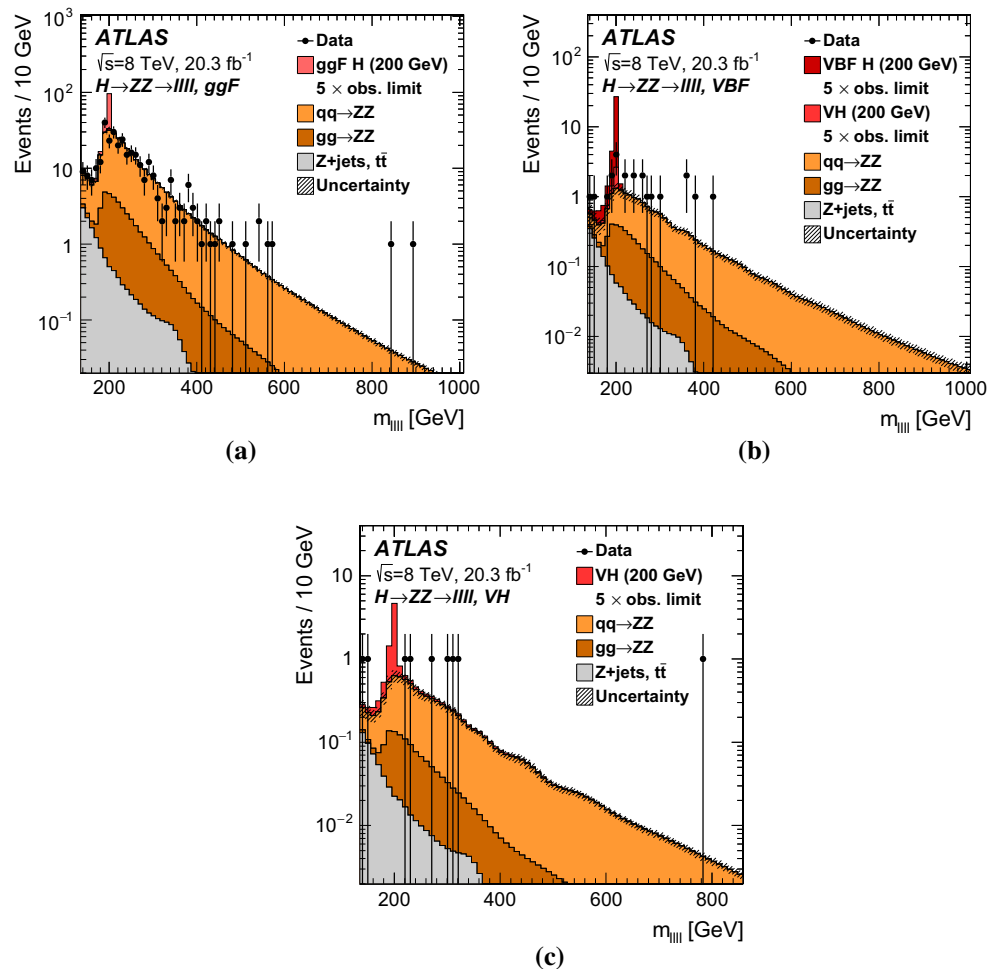 Events / 10 GeV
10³
10²
10
1
10⁻¹
ATLAS
√s=8 TeV, 20.3 fb⁻¹
H→ZZ→llll, ggF
Data
ggF H (200 GeV)
5 × obs. limit
qq→ZZ
gg→ZZ
Z+jets, tt̄
Uncertainty
200 400 600 800 1000
m_llll [GeV]
(a)
Events / 10 GeV
10²
10
1
10⁻¹
10⁻²
ATLAS
√s=8 TeV, 20.3 fb⁻¹
H→ZZ→llll, VBF
Data
VBF H (200 GeV)
5 × obs. limit
VH (200 GeV)
5 × obs. limit
qq→ZZ
gg→ZZ
Z+jets, tt̄
Uncertainty
200 400 600 800 1000
m_llll [GeV]
(b)
Events / 10 GeV
10
1
10⁻¹
10⁻²
ATLAS
√s=8 TeV, 20.3 fb⁻¹
H→ZZ→llll, VH
Data
VH (200 GeV)
5 × obs. limit
qq→ZZ
gg→ZZ
Z+jets, tt̄
Uncertainty
200 400 600 800
m_llll [GeV]
(c)